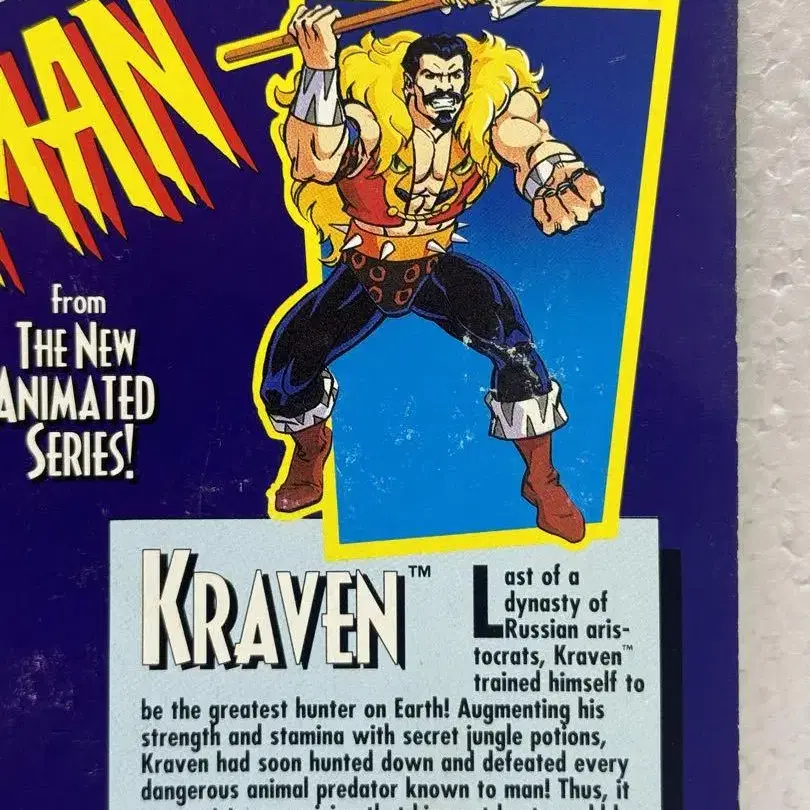 MAN
from
THE NEW
ANIMATED
SERIES!
KRAVEN™
Last of a
dynasty of
Russian aris-
tocrats, Kraven™
trained himself to
be the greatest hunter on Earth! Augmenting his
strength and stamina with secret jungle potions,
Kraven had soon hunted down and defeated every
dangerous animal predator known to man! Thus, it